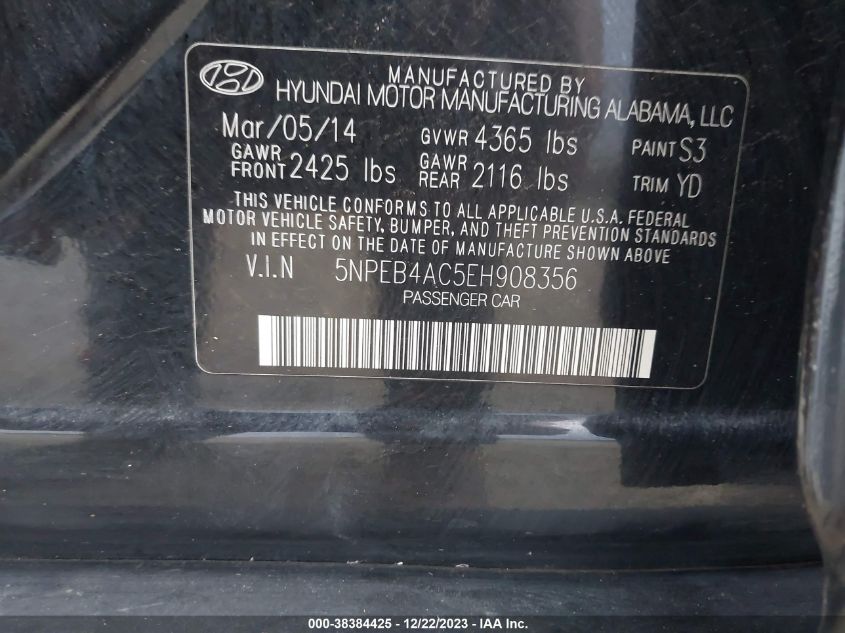 MANUFACTURED BY
HYUNDAI MOTOR MANUFACTURING ALABAMA, LLC
Mar/05/14 GVWR 4365 lbs PAINT S3
GAWR FRONT 2425 lbs GAWR REAR 2116 lbs TRIM YD
THIS VEHICLE CONFORMS TO ALL APPLICABLE U.S.A. FEDERAL
MOTOR VEHICLE SAFETY, BUMPER, AND THEFT PREVENTION STANDARDS
IN EFFECT ON THE DATE OF MANUFACTURE SHOWN ABOVE
V.I.N 5NPEB4AC5EH908356
PASSENGER CAR
000-38384425 - 12/22/2023 - © IAA, Inc.